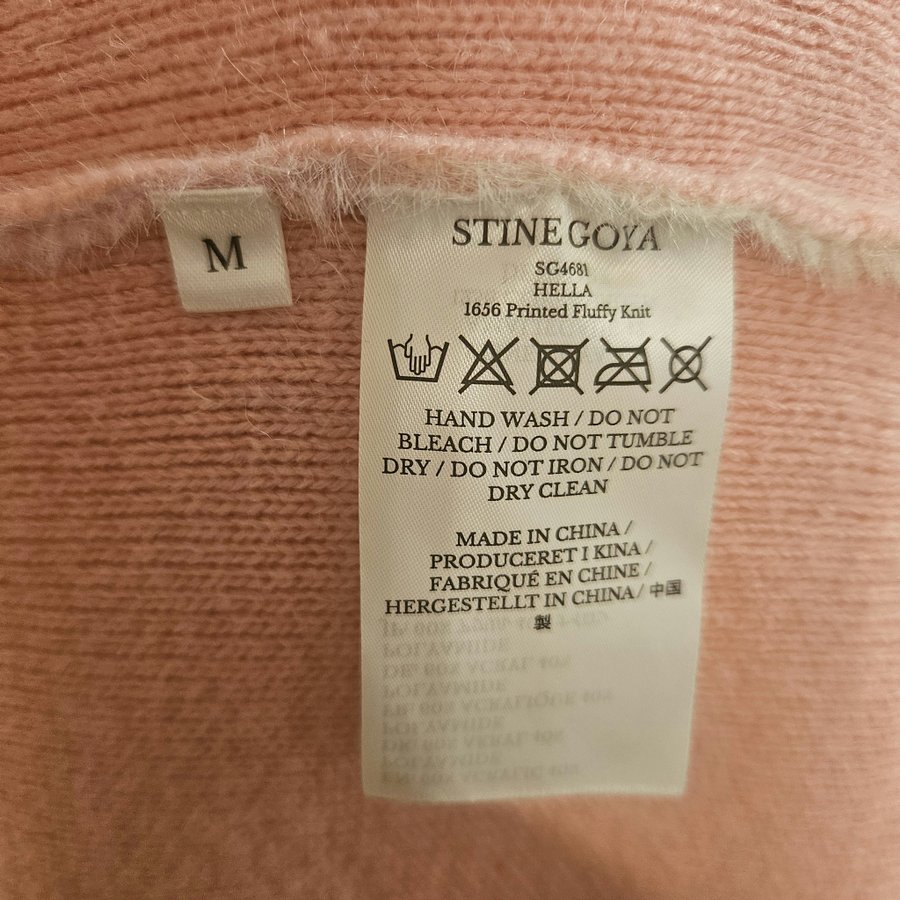 M
STINE GOYA
SG4681
HELLA
1656 Printed Fluffy Knit
HAND WASH / DO NOT
BLEACH / DO NOT TUMBLE
DRY / DO NOT IRON / DO NOT
DRY CLEAN
MADE IN CHINA /
PRODUCERET I KINA /
FABRIQUÉ EN CHINE /
HERGESTELLT IN CHINA / 中国
製